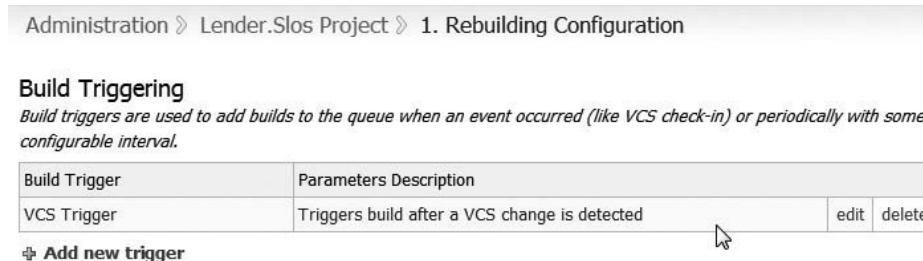 Administration » Lender.Slos Project » 1. Rebuilding Configuration
Build Triggering
Build triggers are used to add builds to the queue when an event occurred (like VCS check-in) or periodically with some
configurable interval.
Build Trigger Parameters Description
VCS Trigger Triggers build after a VCS change is detected edit delete
Add new trigger